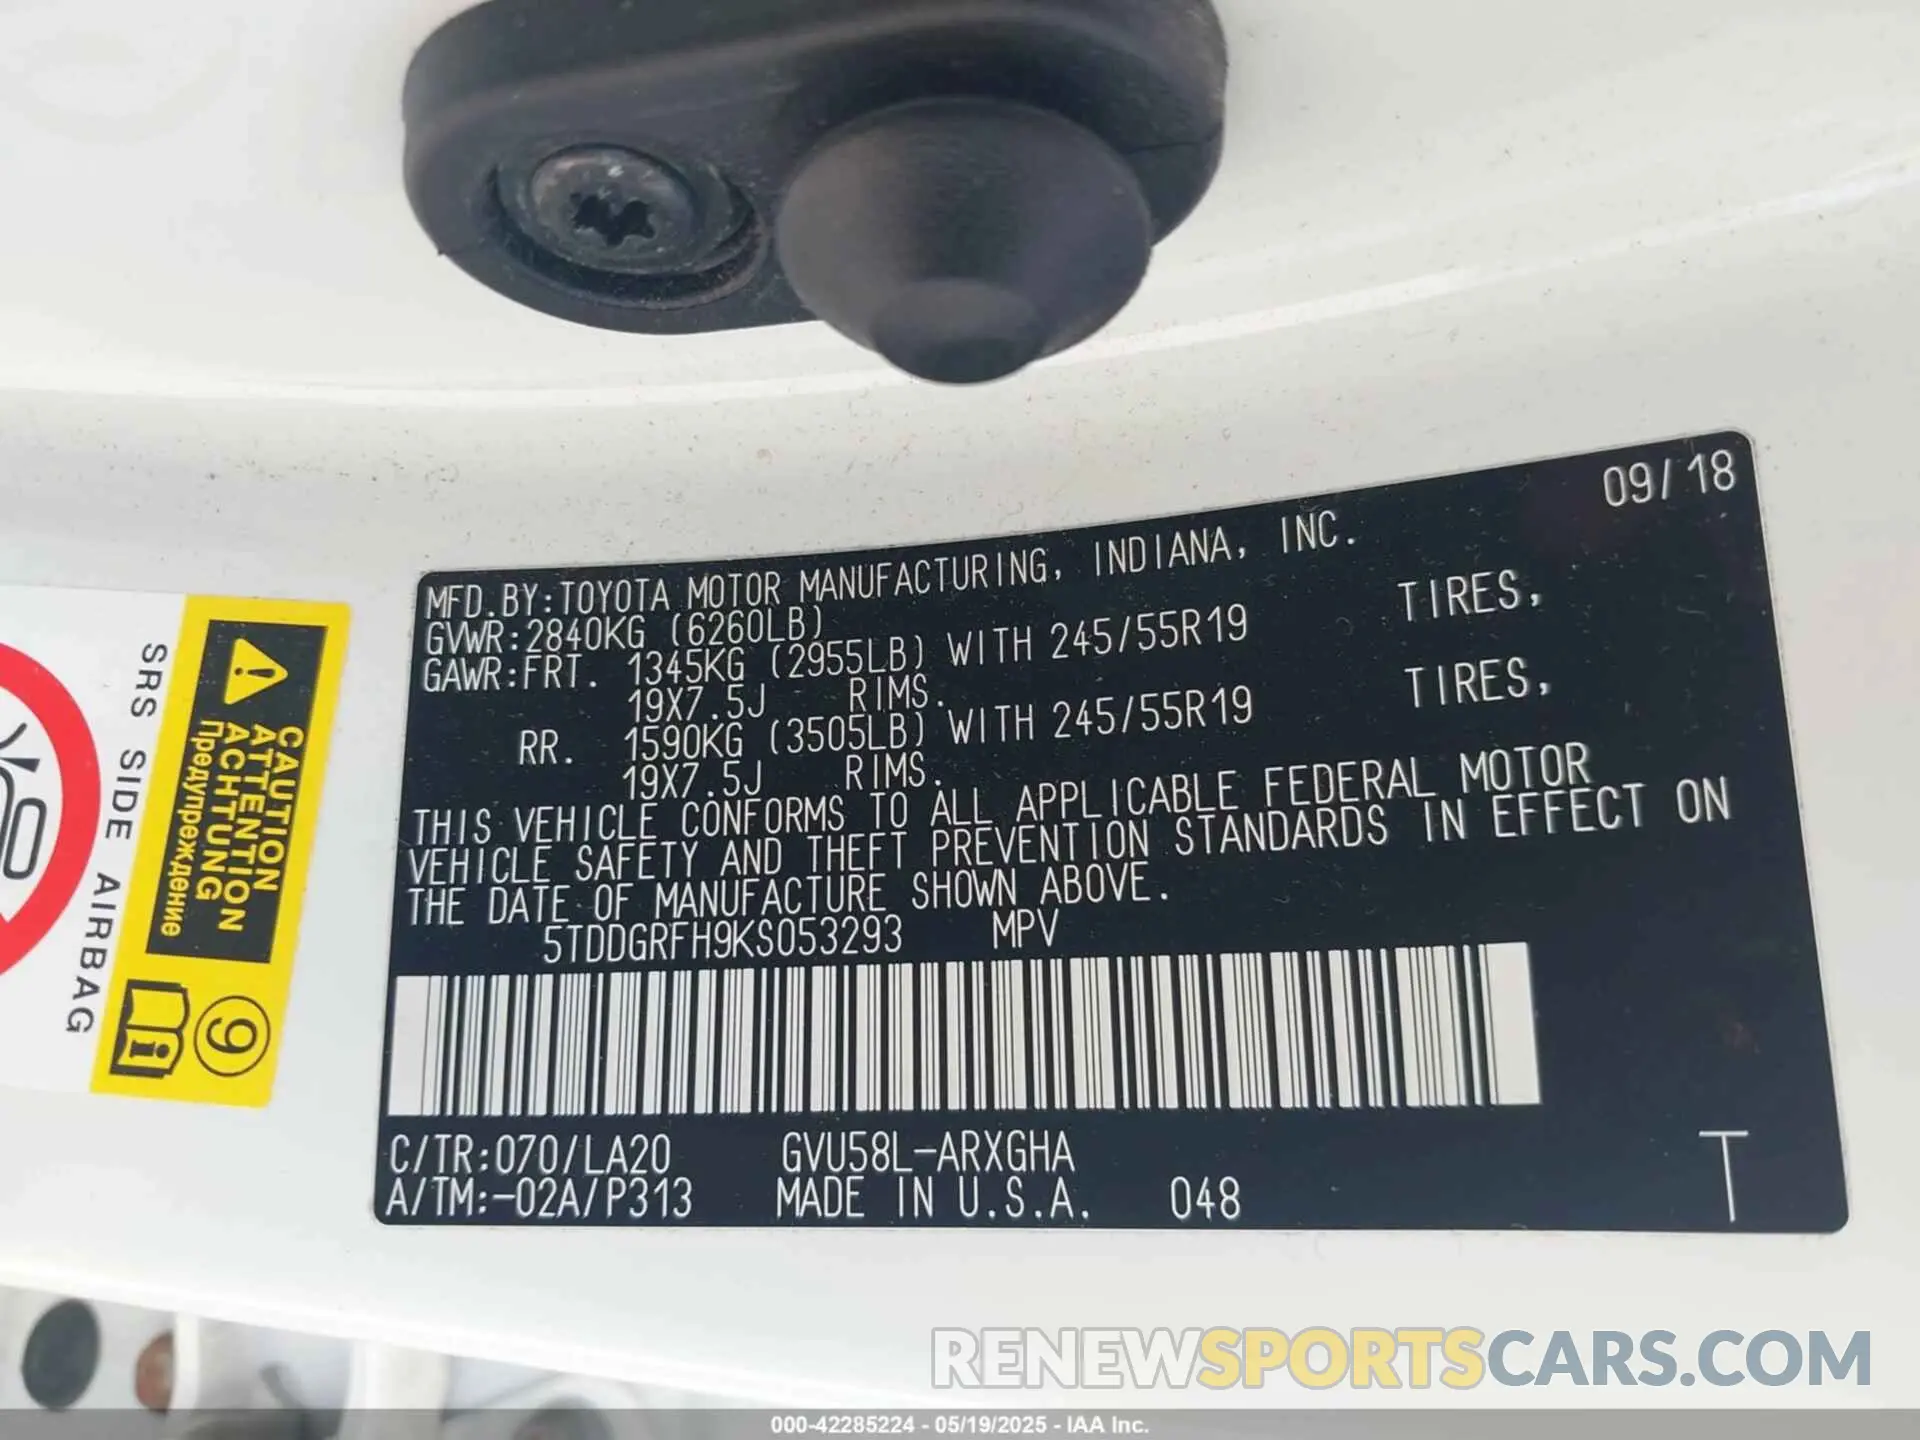 09/18
MFD.BY:TOYOTA MOTOR MANUFACTURING, INDIANA, INC.
GVWR:2840KG (6260LB)
GAWR:FRT. 1345KG (2955LB) WITH 245/55R19 TIRES,
19X7.5J RIMS.
RR. 1590KG (3505LB) WITH 245/55R19 TIRES,
19X7.5J RIMS.
THIS VEHICLE CONFORMS TO ALL APPLICABLE FEDERAL MOTOR
VEHICLE SAFETY AND THEFT PREVENTION STANDARDS IN EFFECT ON
THE DATE OF MANUFACTURE SHOWN ABOVE.
5TDDGRFH9KS053293 MPV
C/TR:070/LA20 GVU58L-ARXGHA
A/TM:-02A/P313 MADE IN U.S.A. 048 T
CAUTION
ATTENTION
ACHTUNG
Предупреждение
9
i
SRS SIDE AIRBAG
RENEWSPORTSCARS.COM
000-42285224 - 05/19/2025 - IAA Inc.